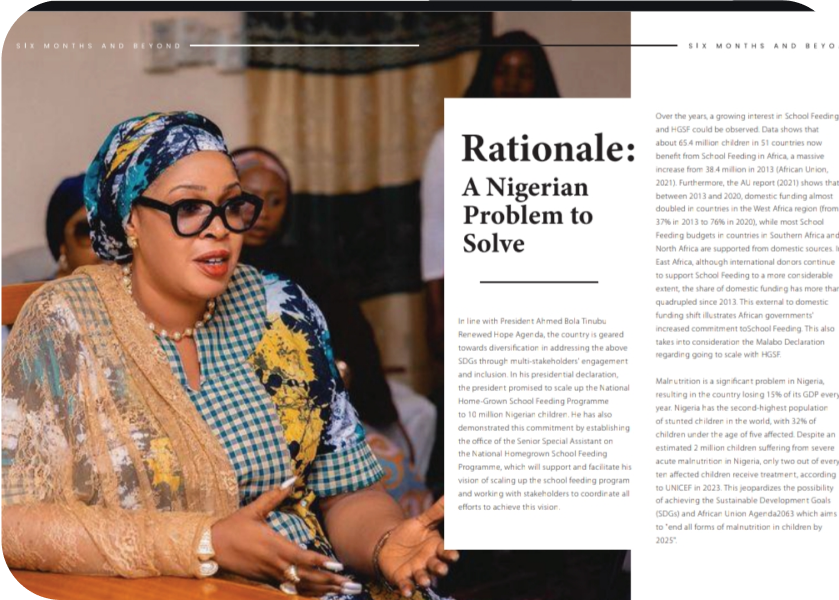 SIX MONTHS AND BEYOND
SIX MONTHS AND BEYO
Rationale:
A Nigerian
Problem to
Solve
In line with President Ahmed Bola Tinubu
Renewed Hope Agenda, the country is geared
towards diversification in addressing the above
SDGs through multi-stakeholders' engagement
and inclusion. In his presidential declaration,
the president promised to scale up the National
Home-Grown School Feeding Programme
to 10 million Nigerian children. He has also
demonstrated this commitment by establishing
the office of the Senior Special Assistant on
the National Homegrown School Feeding
Programme, which will support and facilitate his
vision of scaling up the school feeding program
and working with stakeholders to coordinate all
efforts to achieve this vision.
Over the years, a growing interest in School Feeding
and HGSF could be observed. Data shows that
about 65.4 million children in 51 countries now
benefit from School Feeding in Africa, a massive
increase from 38.4 million in 2013 (African Union,
2021). Furthermore, the AU report (2021) shows that
between 2013 and 2020, domestic funding almost
doubled in countries in the West Africa region (from
37% in 2013 to 76% in 2020), while most School
Feeding budgets in countries in Southern Africa and
North Africa are supported from domestic sources. I
East Africa, although international donors continue
to support School Feeding to a more considerable
extent, the share of domestic funding has more than
quadrupled since 2013. This external to domestic
funding shift illustrates African governments'
increased commitment toSchool Feeding. This also
takes into consideration the Malabo Declaration
regarding going to scale with HGSF.
Malnutrition is a significant problem in Nigeria,
resulting in the country losing 15% of its GDP every
year. Nigeria has the second-highest population
of stunted children in the world, with 32% of
children under the age of five affected. Despite an
estimated 2 million children suffering from severe
acute malnutrition in Nigeria, only two out of every
ten affected children receive treatment, according
to UNICEF in 2023. This jeopardizes the possibility
of achieving the Sustainable Development Goals
(SDGs) and African Union Agenda2063 which aims
to "end all forms of malnutrition in children by
2025".